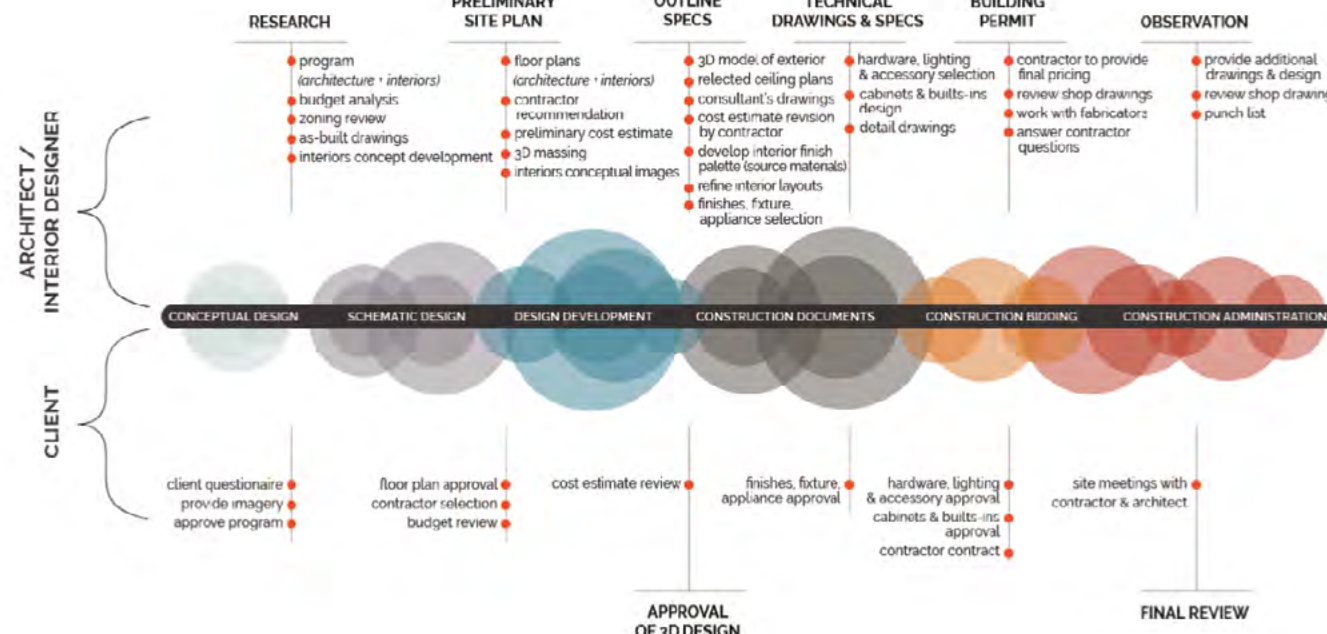 RESEARCH
program
(architecture + interiors)
budget analysis
zoning review
as-built drawings
interiors concept development
PRELIMINARY
SITE PLAN
floor plans
(architecture + interiors)
contractor
recommendation
preliminary cost estimate
3D massing
interiors conceptual images
OUTLINE
SPECS
3D model of exterior
relected ceiling plans
consultant's drawings
cost estimate revision
by contractor
develop interior finish
palette (source materials)
refine interior layouts
finishes, fixture,
appliance selection
TECHNICAL
DRAWINGS & SPECS
hardware, lighting
& accessory selection
cabinets & builts-ins
design
detail drawings
BUILDING
PERMIT
contractor to provide
final pricing
review shop drawings
work with fabricators
answer contractor
questions
OBSERVATION
provide additional
drawings & design
review shop drawing
punch list
ARCHITECT /
INTERIOR DESIGNER
CONCEPTUAL DESIGN
SCHEMATIC DESIGN
DESIGN DEVELOPMENT
CONSTRUCTION DOCUMENTS
CONSTRUCTION BIDDING
CONSTRUCTION ADMINISTRATION
CLIENT
client questionaire
provide imagery
approve program
floor plan approval
contractor selection
budget review
cost estimate review
finishes, fixture,
appliance approval
hardware, lighting
& accessory approval
cabinets & builts-ins
approval
contractor contract
site meetings with
contractor & architect
APPROVAL
OF 3D DESIGN
FINAL REVIEW